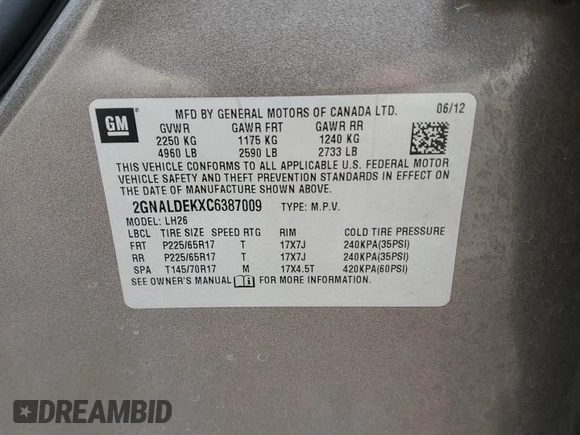 GM
MFD BY GENERAL MOTORS OF CANADA LTD. 06/12
GVWR GAWR FRT GAWR RR
2250 KG 1175 KG 1240 KG
4960 LB 2590 LB 2733 LB
THIS VEHICLE CONFORMS TO ALL APPLICABLE U.S. FEDERAL MOTOR
VEHICLE SAFETY AND THEFT PREVENTION STANDARDS IN EFFECT ON
THE DATE OF MANUFACTURE SHOWN ABOVE.
2GNALDEKXC6387009 TYPE: M.P.V.
MODEL: LH26
LBCL TIRE SIZE SPEED RTG RIM COLD TIRE PRESSURE
FRT P225/65R17 T 17X7J 240KPA(35PSI)
RR P225/65R17 T 17X7J 240KPA(35PSI)
SPA T145/70R17 M 17X4.5T 420KPA(60PSI)
SEE OWNER'S MANUAL FOR MORE INFORMATION.
DREAMBID